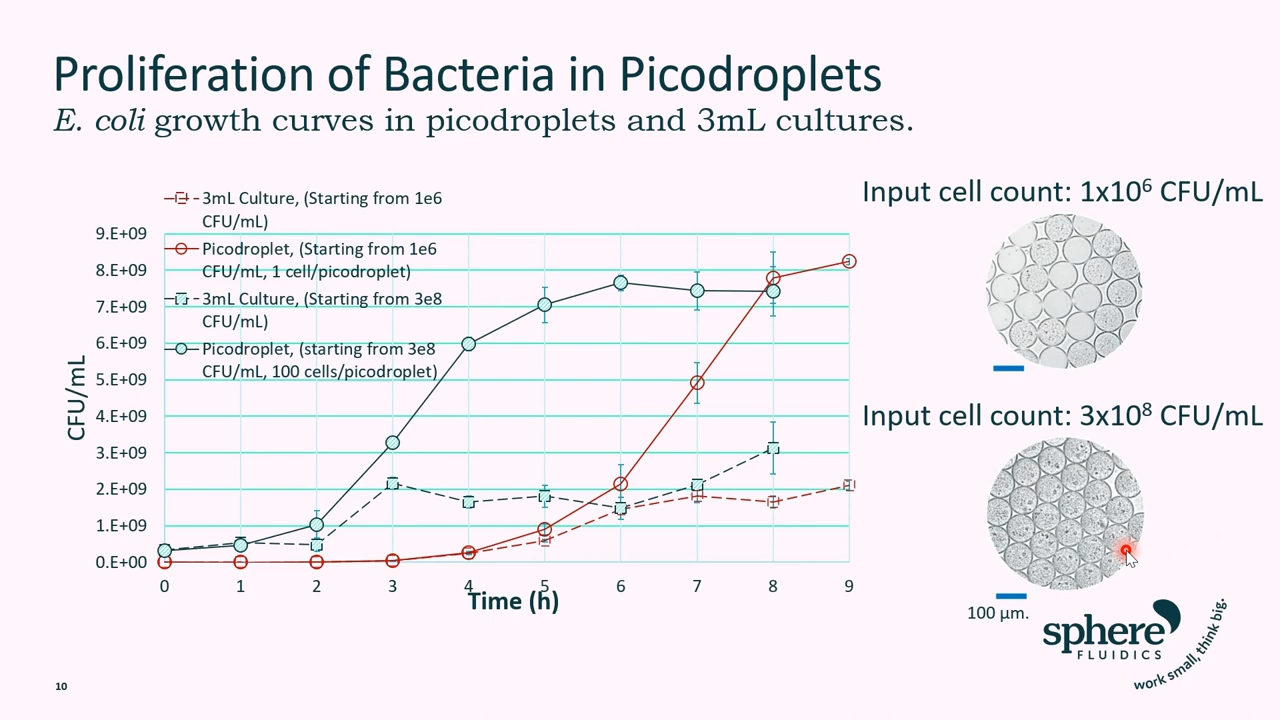 Proliferation of Bacteria in Picodroplets
E. coli growth curves in picodroplets and 3mL cultures.
3mL Culture, (Starting from 1e6
CFU/mL)
Picodroplet, (Starting from 1e6
CFU/mL, 1 cell/picodroplet)
3mL Culture, (Starting from 3e8
CFU/mL)
Picodroplet, (starting from 3e8
CFU/mL, 100 cells/picodroplet)
CFU/mL
9.E+09
8.E+09
7.E+09
6.E+09
5.E+09
4.E+09
3.E+09
2.E+09
1.E+09
0.E+00
0 1 2 3 4 5 6 7 8 9
Time (h)
Input cell count: 1x10⁶ CFU/mL
Input cell count: 3x10⁸ CFU/mL
100 µm.
sphere
FLUIDICS
work small, think big.
10